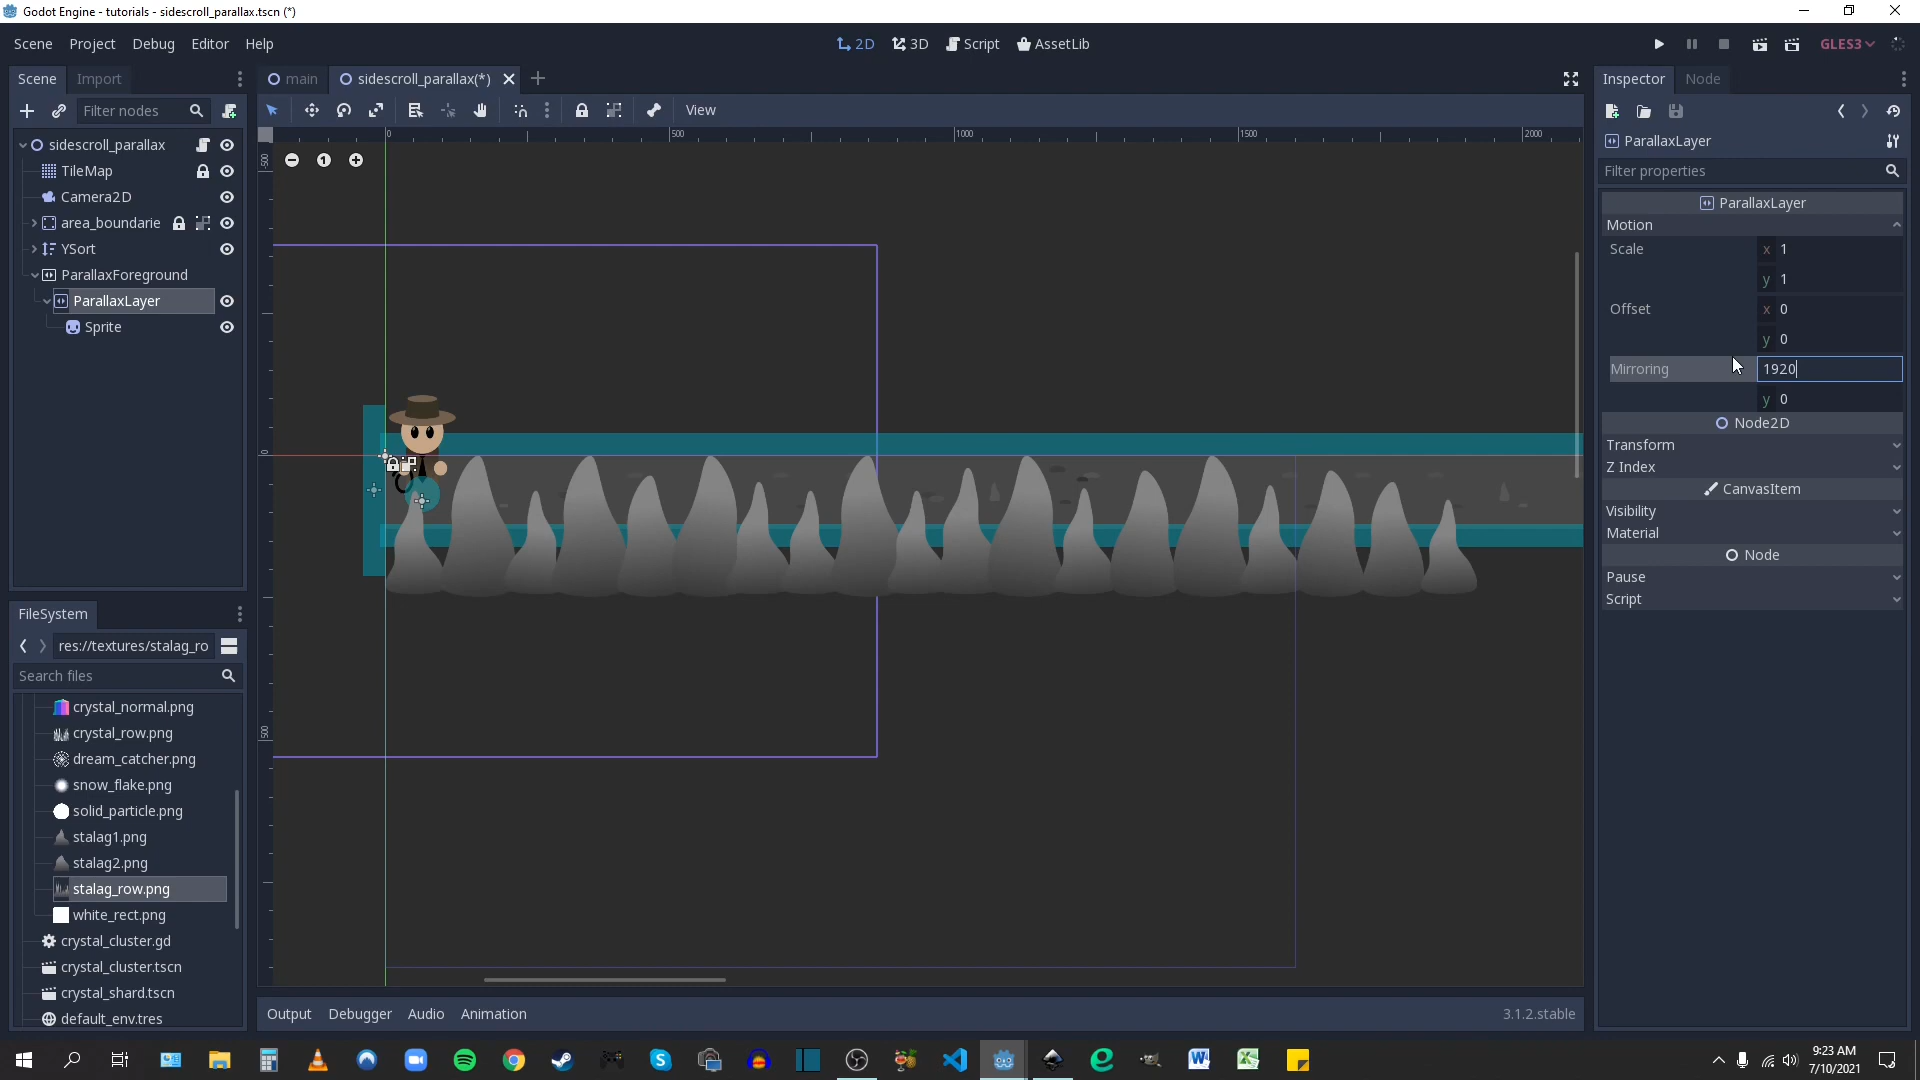 Godot Engine - tutorials - sidescroll_parallax.tscn (*)
Scene Project Debug Editor Help
2D 3D Script AssetLib
GLES3
Scene Import
main sidescroll_parallax(*)
Inspector Node
Filter nodes
View
ParallaxLayer
Filter properties
sidescroll_parallax
TileMap
Camera2D
area_boundarie
YSort
ParallaxForeground
ParallaxLayer
Sprite
0 500 1000 1500 2000
-500
0
500
1
ParallaxLayer
Motion
Scale x 1
y 1
Offset x 0
y 0
Mirroring 1920
y 0
Node2D
Transform
Z Index
CanvasItem
Visibility
Material
Node
Pause
Script
FileSystem
res://textures/stalag_ro
Search files
crystal_normal.png
crystal_row.png
dream_catcher.png
snow_flake.png
solid_particle.png
stalag1.png
stalag2.png
stalag_row.png
white_rect.png
crystal_cluster.gd
crystal_cluster.tscn
crystal_shard.tscn
default_env.tres
Output Debugger Audio Animation
3.1.2.stable
9:23 AM
7/10/2021